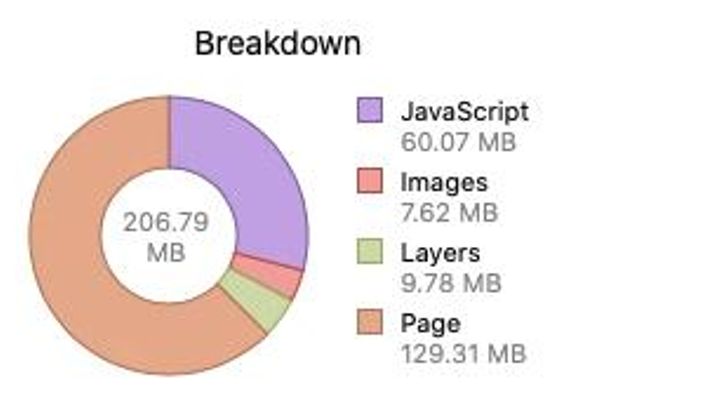 Breakdown
206.79
MB
JavaScript
60.07 MB
Images
7.62 MB
Layers
9.78 MB
Page
129.31 MB